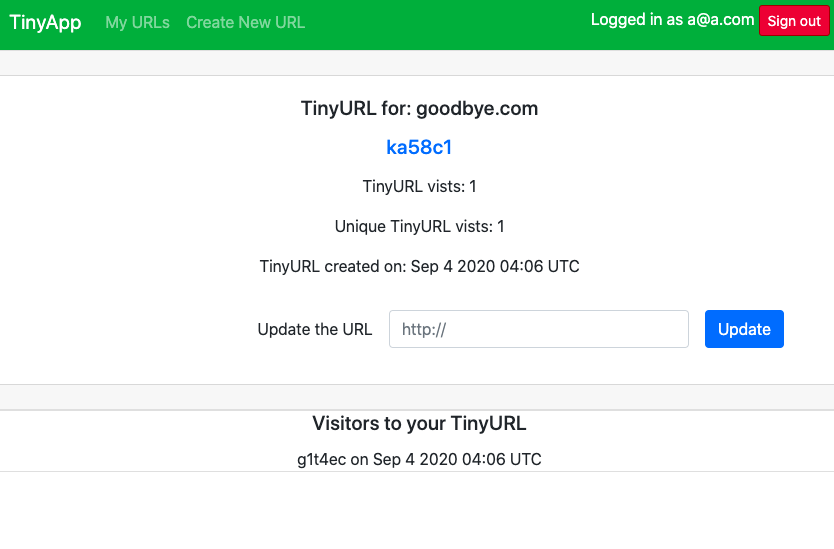 TinyApp My URLs Create New URL Logged in as a@a.com Sign out
TinyURL for: goodbye.com
ka58c1
TinyURL vists: 1
Unique TinyURL vists: 1
TinyURL created on: Sep 4 2020 04:06 UTC
Update the URL http:// Update
Visitors to your TinyURL
g1t4ec on Sep 4 2020 04:06 UTC